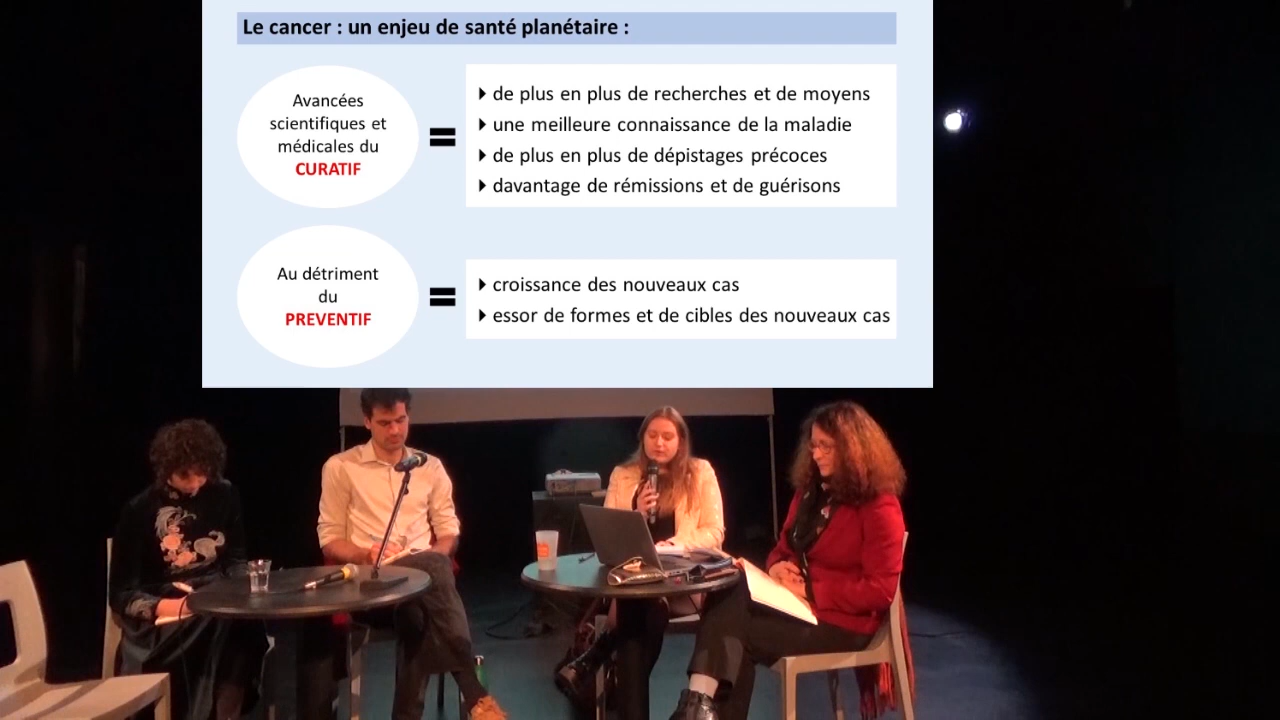 Le cancer : un enjeu de santé planétaire :
Avancées
scientifiques et
médicales du
CURATIF
=
de plus en plus de recherches et de moyens
une meilleure connaissance de la maladie
de plus en plus de dépistages précoces
davantage de rémissions et de guérisons
Au détriment
du
PREVENTIF
=
croissance des nouveaux cas
essor de formes et de cibles des nouveaux cas